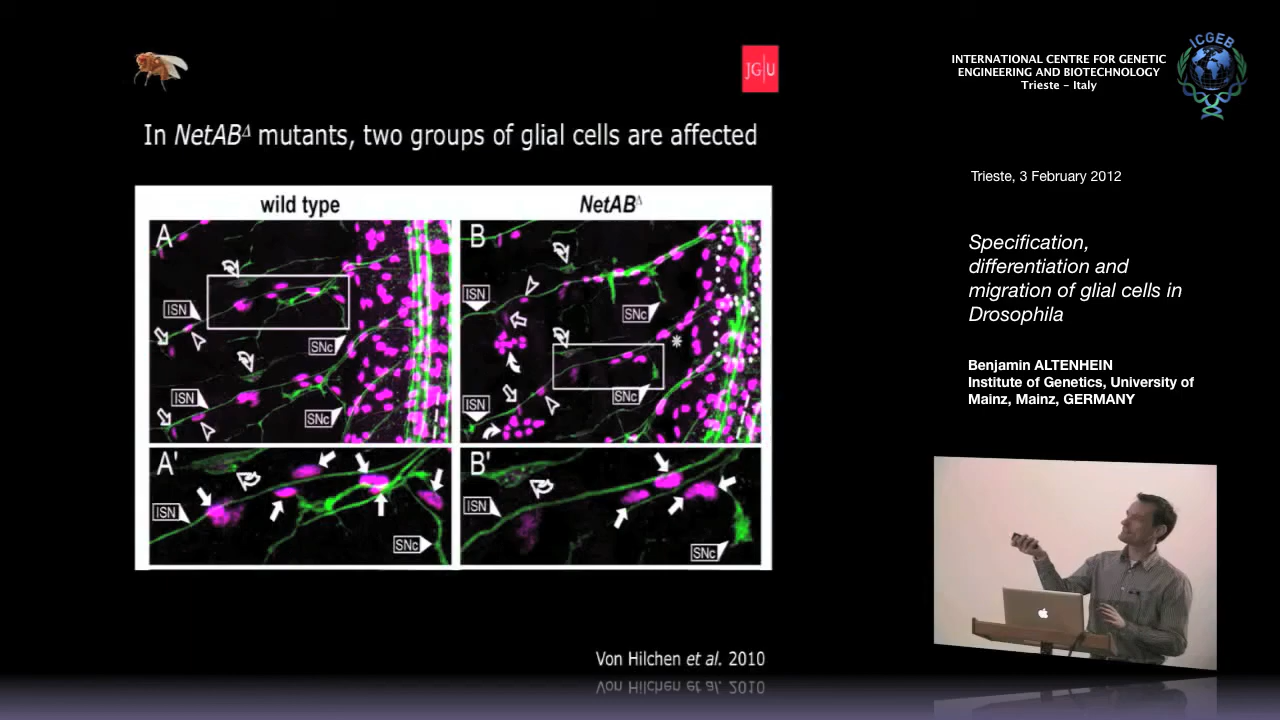 JG|U
INTERNATIONAL CENTRE FOR GENETIC
ENGINEERING AND BIOTECHNOLOGY
Trieste - Italy
ICGEB
In NetABΔ mutants, two groups of glial cells are affected
Trieste, 3 February 2012
Specification,
differentiation and
migration of glial cells in
Drosophila
Benjamin ALTENHEIN
Institute of Genetics, University of
Mainz, Mainz, GERMANY
wild type
NetABΔ
A
ISN
SNc
ISN
SNc
B
ISN
SNc
*
SNc
ISN
A'
ISN
SNc
B'
ISN
SNc
Von Hilchen et al. 2010